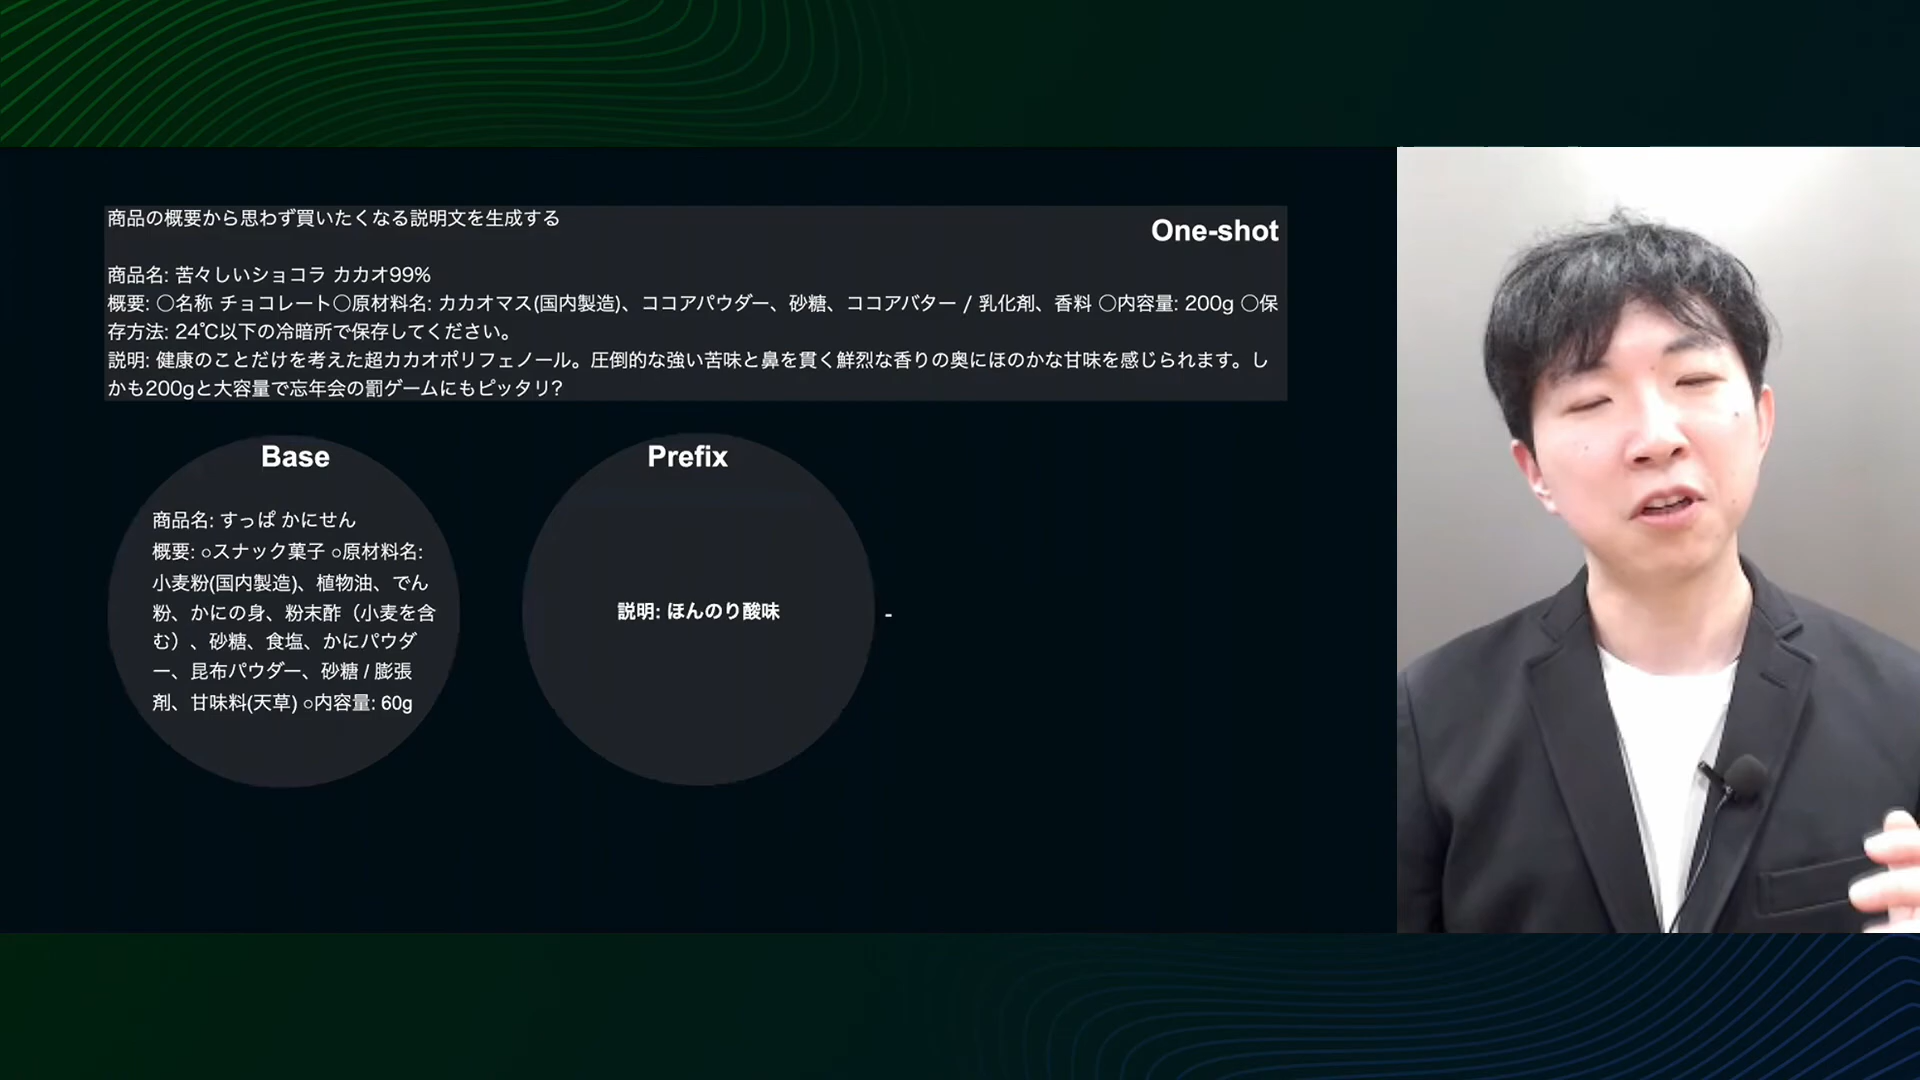 商品の概要から思わず買いたくなる説明文を生成する
One-shot
商品名: 苦々しいショコラ カカオ99%
概要: 〇名称 チョコレート〇原材料名: カカオマス(国内製造)、ココアパウダー、砂糖、ココアバター / 乳化剤、香料 〇内容量: 200g 〇保
存方法: 24℃以下の冷暗所で保存してください。
説明: 健康のことだけを考えた超カカオポリフェノール。圧倒的な強い苦味と鼻を貫く鮮烈な香りの奥にほのかな甘味を感じられます。し
かも200gと大容量で忘年会の罰ゲームにもピッタリ?
Base
商品名: すっぱ かにせん
概要: ○スナック菓子 ○原材料名:
小麦粉(国内製造)、植物油、でん
粉、かにの身、粉末酢（小麦を含
む）、砂糖、食塩、かにパウダ
ー、昆布パウダー、砂糖 / 膨張
剤、甘味料(天草) ○内容量: 60g
Prefix
説明: ほんのり酸味
-